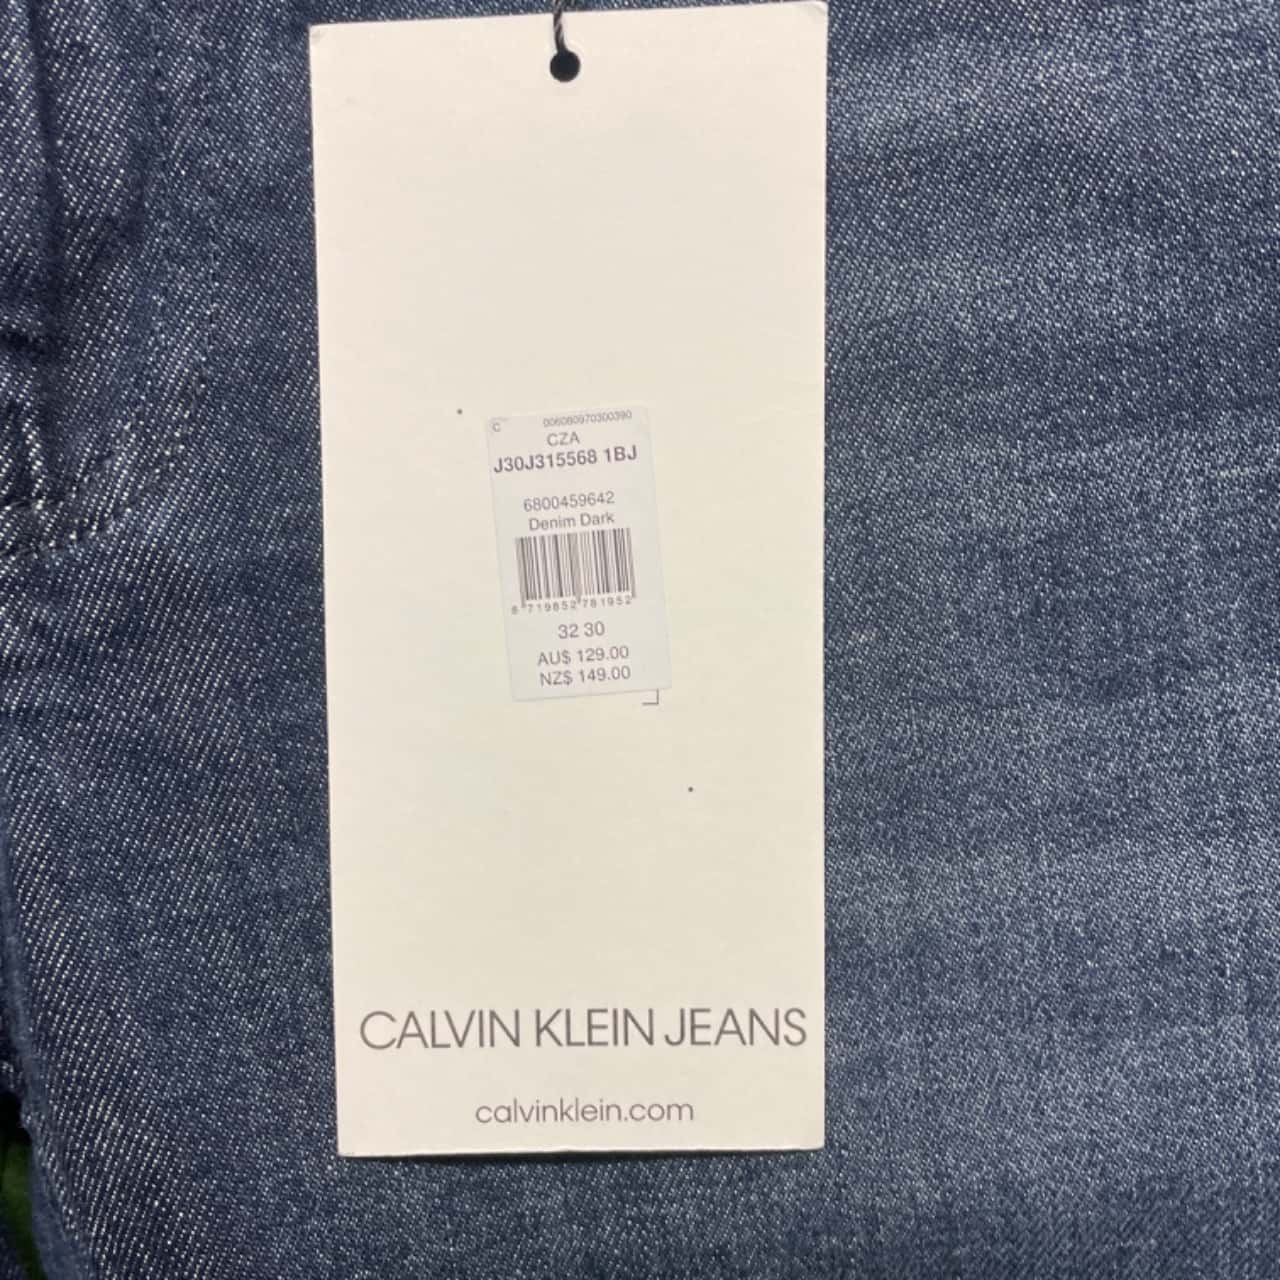 C 006080970300390
CZA
J30J315568 1BJ
6800459642
Denim Dark
8 719852 781952
32 30
AU$ 129.00
NZ$ 149.00
CALVIN KLEIN JEANS
calvinklein.com